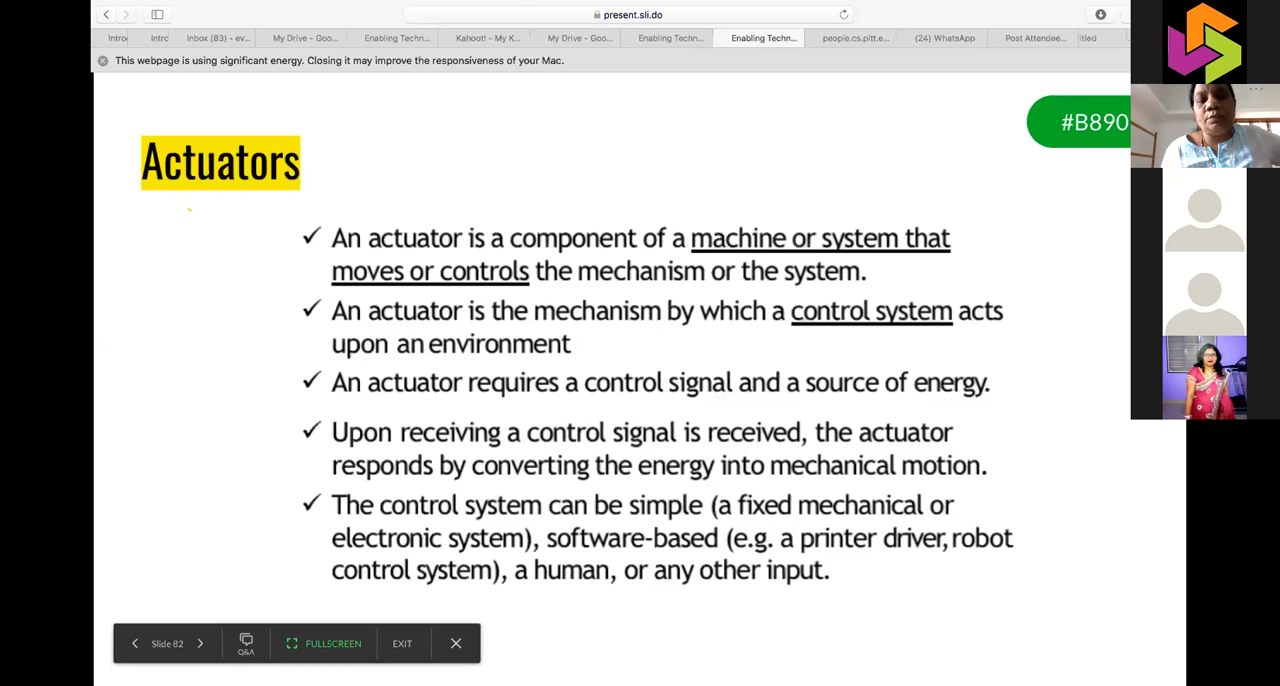 present.sli.do
Introd
Intro
Inbox (83) - ev...
My Drive - Goo...
Enabling Techn...
Kahoot! - My K...
My Drive - Goo...
Enabling Techn...
Enabling Techn...
people.cs.pitt.e...
(24) WhatsApp
Post Attendee...
itled
This webpage is using significant energy. Closing it may improve the responsiveness of your Mac.
#B890
Actuators
✓ An actuator is a component of a machine or system that
moves or controls the mechanism or the system.
✓ An actuator is the mechanism by which a control system acts
upon an environment
✓ An actuator requires a control signal and a source of energy.
✓ Upon receiving a control signal is received, the actuator
responds by converting the energy into mechanical motion.
✓ The control system can be simple (a fixed mechanical or
electronic system), software-based (e.g. a printer driver, robot
control system), a human, or any other input.
Slide 82
Q&A
FULLSCREEN
EXIT